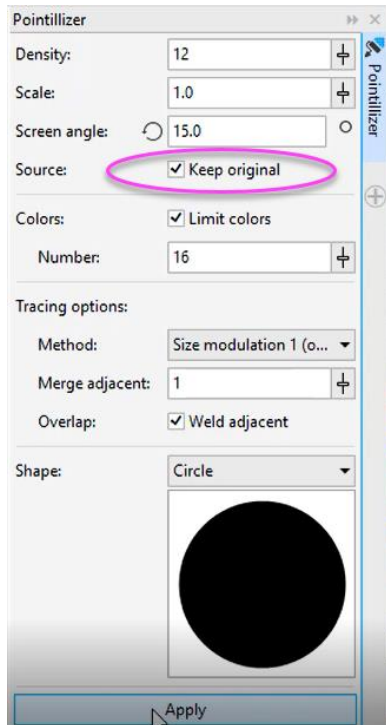 Pointillizer
Pointillizer
Density: 12
Scale: 1.0
Screen angle: 15.0 °
Source: Keep original
Colors: Limit colors
Number: 16
Tracing options:
Method: Size modulation 1 (o...
Merge adjacent: 1
Overlap: Weld adjacent
Shape: Circle
Apply